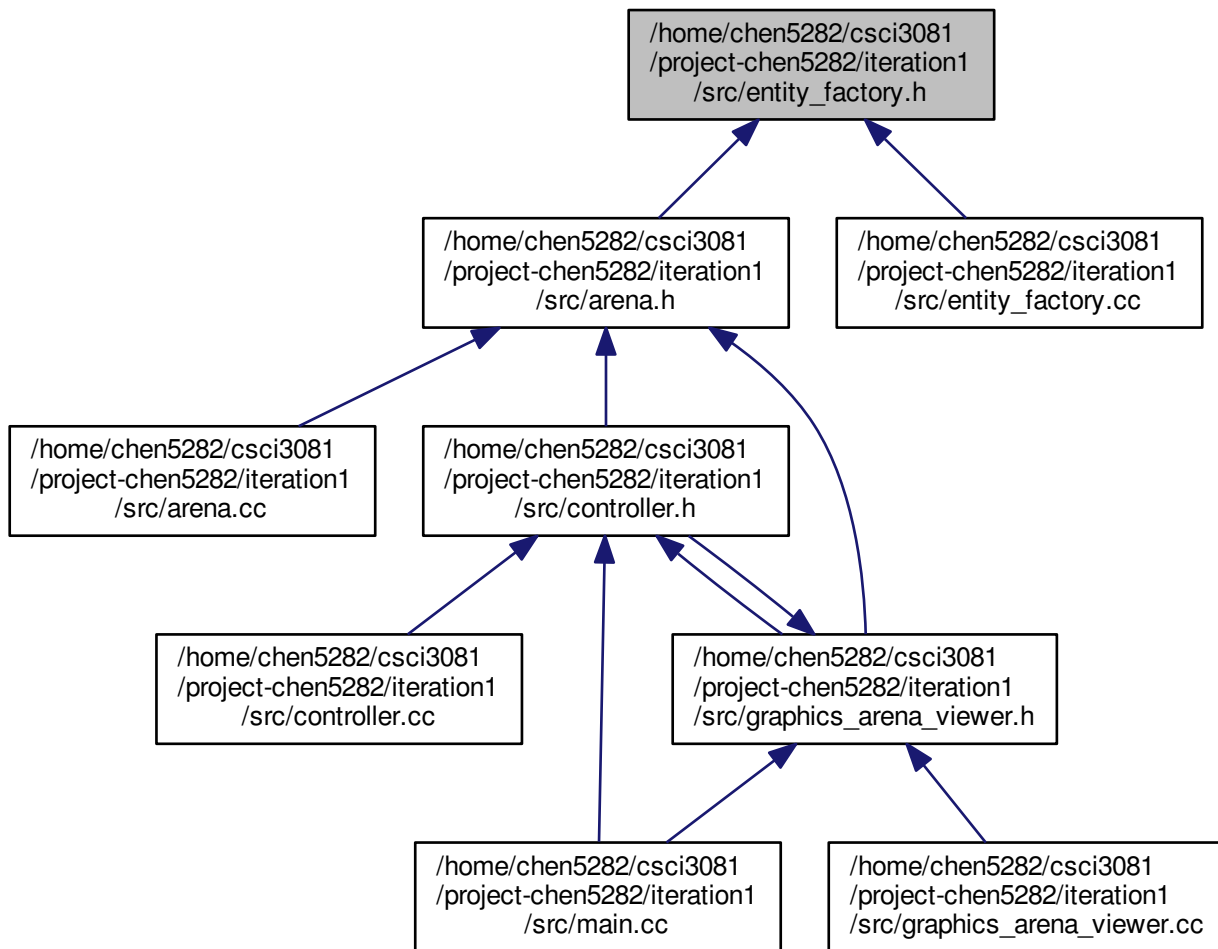 /home/chen5282/csci3081
/project-chen5282/iteration1
/src/entity_factory.h
/home/chen5282/csci3081
/project-chen5282/iteration1
/src/arena.h
/home/chen5282/csci3081
/project-chen5282/iteration1
/src/entity_factory.cc
/home/chen5282/csci3081
/project-chen5282/iteration1
/src/arena.cc
/home/chen5282/csci3081
/project-chen5282/iteration1
/src/controller.h
/home/chen5282/csci3081
/project-chen5282/iteration1
/src/controller.cc
/home/chen5282/csci3081
/project-chen5282/iteration1
/src/graphics_arena_viewer.h
/home/chen5282/csci3081
/project-chen5282/iteration1
/src/main.cc
/home/chen5282/csci3081
/project-chen5282/iteration1
/src/graphics_arena_viewer.cc